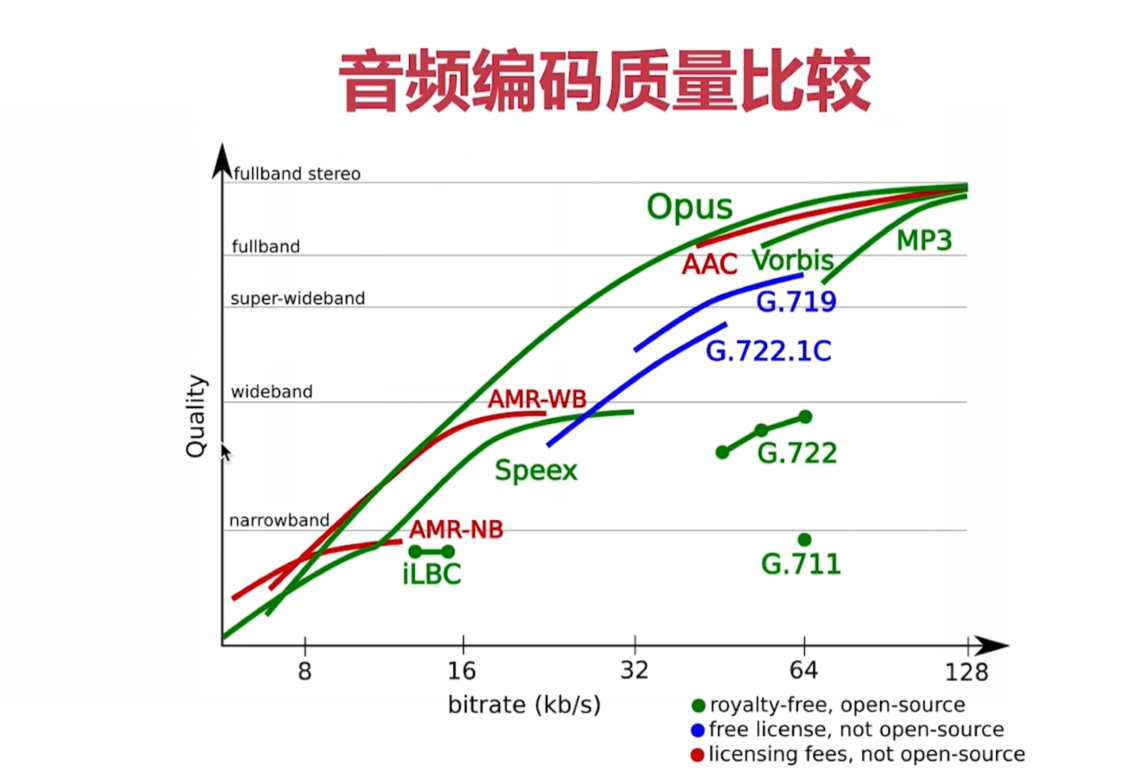 音频编码质量比较
fullband stereo
Opus
fullband
MP3
AAC
Vorbis
super-wideband
G.719
G.722.1C
wideband
AMR-WB
Quality
G.722
Speex
narrowband
AMR-NB
G.711
iLBC
8 16 32 64 128
bitrate (kb/s)
royalty-free, open-source
free license, not open-source
licensing fees, not open-source